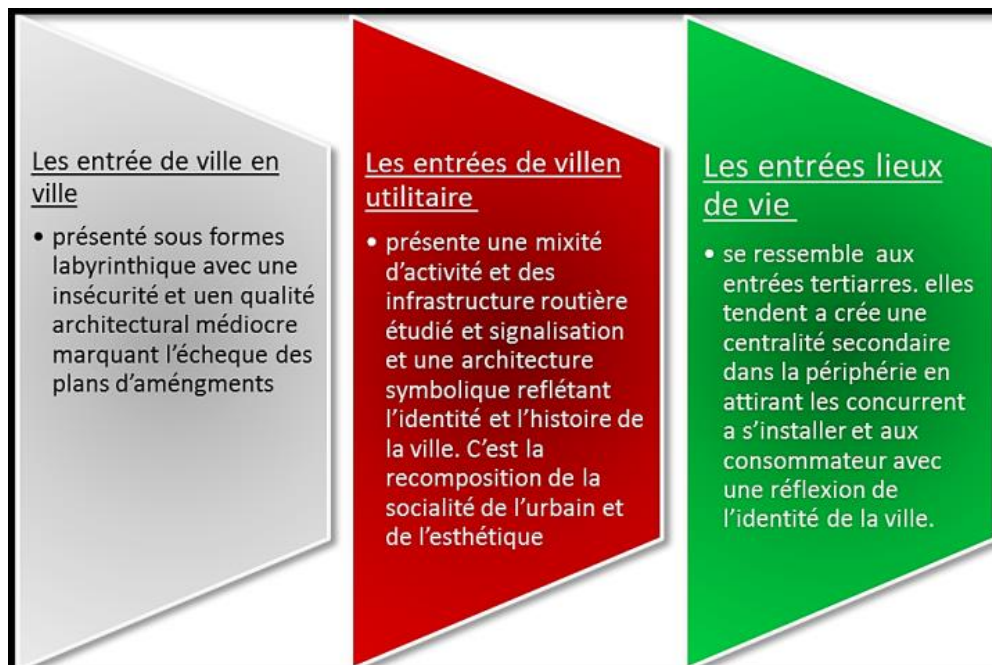 Les entrée de ville en
ville
• présenté sous formes
labyrinthique avec une
insécurité et uen qualité
architectural médiocre
marquant l’écheque des
plans d’améngments
Les entrées de villen
utilitaire
• présente une mixité
d’activité et des
infrastructure routière
étudié et signalisation
et une architecture
symbolique reflétant
l’identité et l’histoire de
la ville. C’est la
recomposition de la
socialité de l’urbain et
de l’esthétique
Les entrées lieux
de vie
• se ressemble aux
entrées tertiarres. elles
tendent a crée une
centralité secondaire
dans la périphérie en
attirant les concurrent
a s’installer et aux
consommateur avec
une réflexion de
l’identité de la ville.